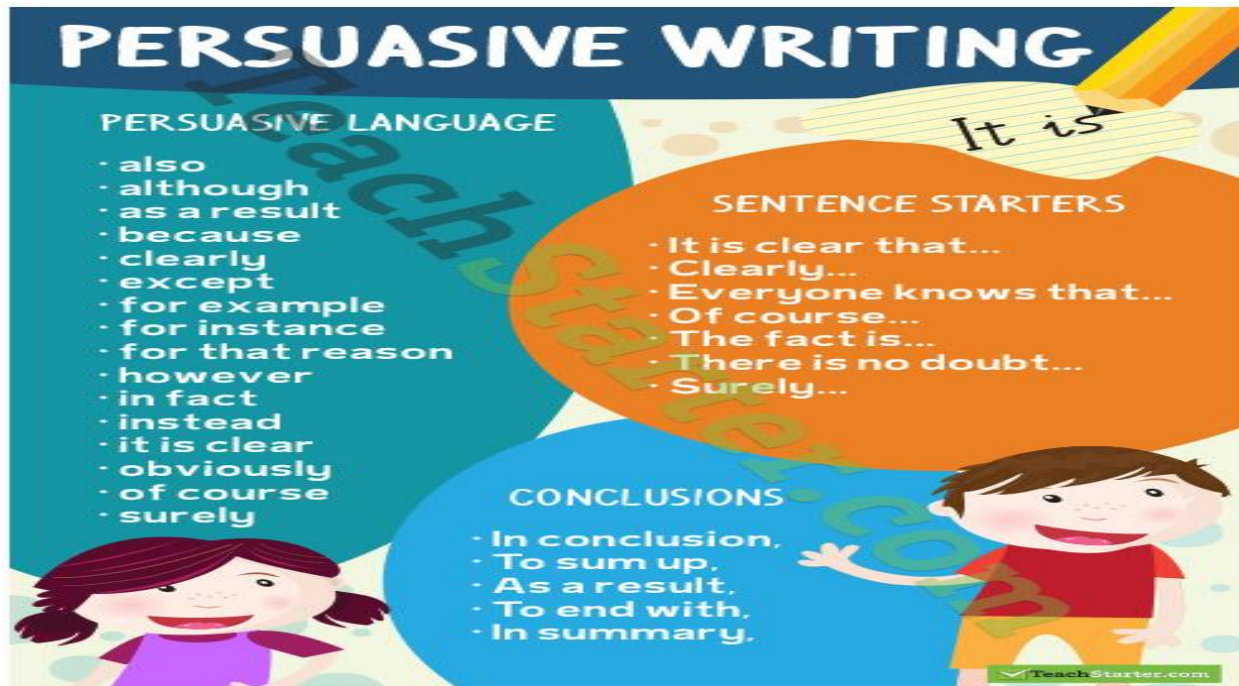 PERSUASIVE WRITING
It is
PERSUASIVE LANGUAGE
· also
· although
· as a result
· because
· clearly
· except
· for example
· for instance
· for that reason
· however
· in fact
· instead
· it is clear
· obviously
· of course
· surely
SENTENCE STARTERS
· It is clear that...
· Clearly...
· Everyone knows that...
· Of course...
· The fact is...
· There is no doubt...
· Surely...
CONCLUSIONS
· In conclusion,
· To sum up,
· As a result,
· To end with,
· In summary,
TeachStarter.com
TeachStarter.com